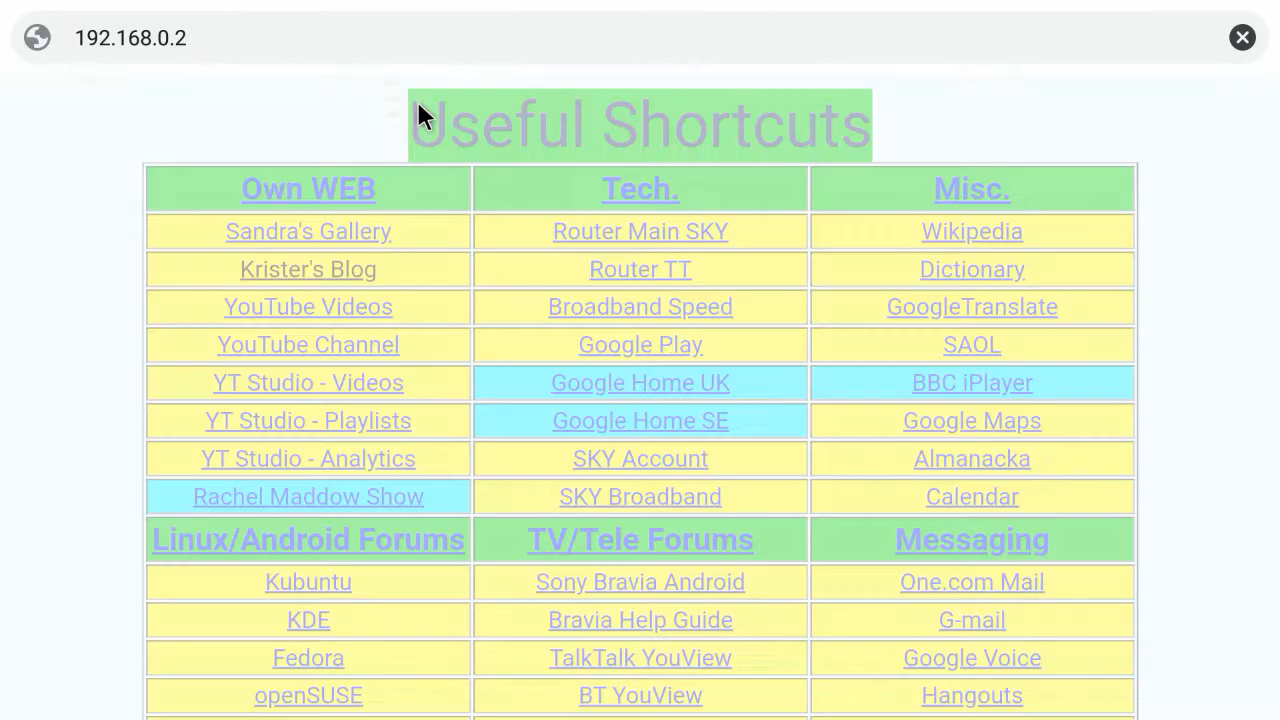 192.168.0.2
Useful Shortcuts
Own WEB Tech. Misc.
Sandra's Gallery Router Main SKY Wikipedia
Krister's Blog Router TT Dictionary
YouTube Videos Broadband Speed GoogleTranslate
YouTube Channel Google Play SAOL
YT Studio - Videos Google Home UK BBC iPlayer
YT Studio - Playlists Google Home SE Google Maps
YT Studio - Analytics SKY Account Almanacka
Rachel Maddow Show SKY Broadband Calendar
Linux/Android Forums TV/Tele Forums Messaging
Kubuntu Sony Bravia Android One.com Mail
KDE Bravia Help Guide G-mail
Fedora TalkTalk YouView Google Voice
openSUSE BT YouView Hangouts